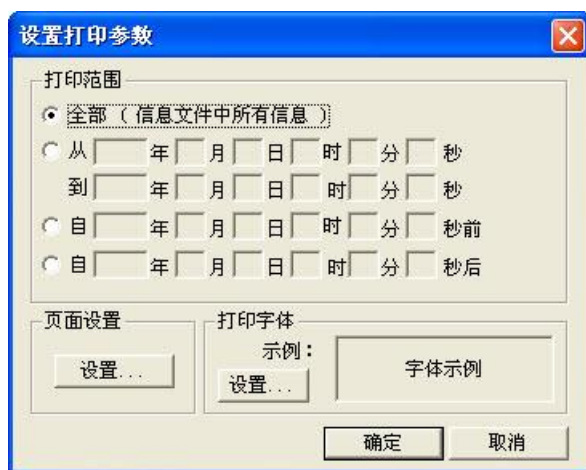 设置打印参数
打印范围
全部 ( 信息文件中所有信息 )
从 年 月 日 时 分 秒
到 年 月 日 时 分 秒
自 年 月 日 时 分 秒前
自 年 月 日 时 分 秒后
页面设置
设置...
打印字体
示例：
设置...
字体示例
确定
取消